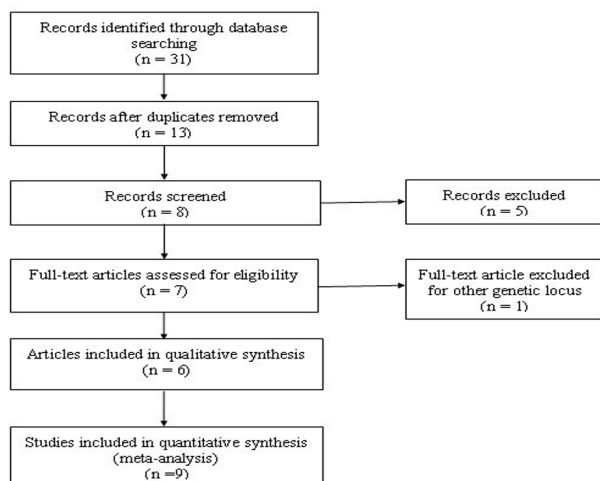 Records identified through database
searching
(n = 31)
Records after duplicates removed
(n = 13)
Records screened
(n = 8)
Records excluded
(n = 5)
Full-text articles assessed for eligibility
(n = 7)
Full-text article excluded
for other genetic locus
(n = 1)
Articles included in qualitative synthesis
(n = 6)
Studies included in quantitative synthesis
(meta-analysis)
(n =9)